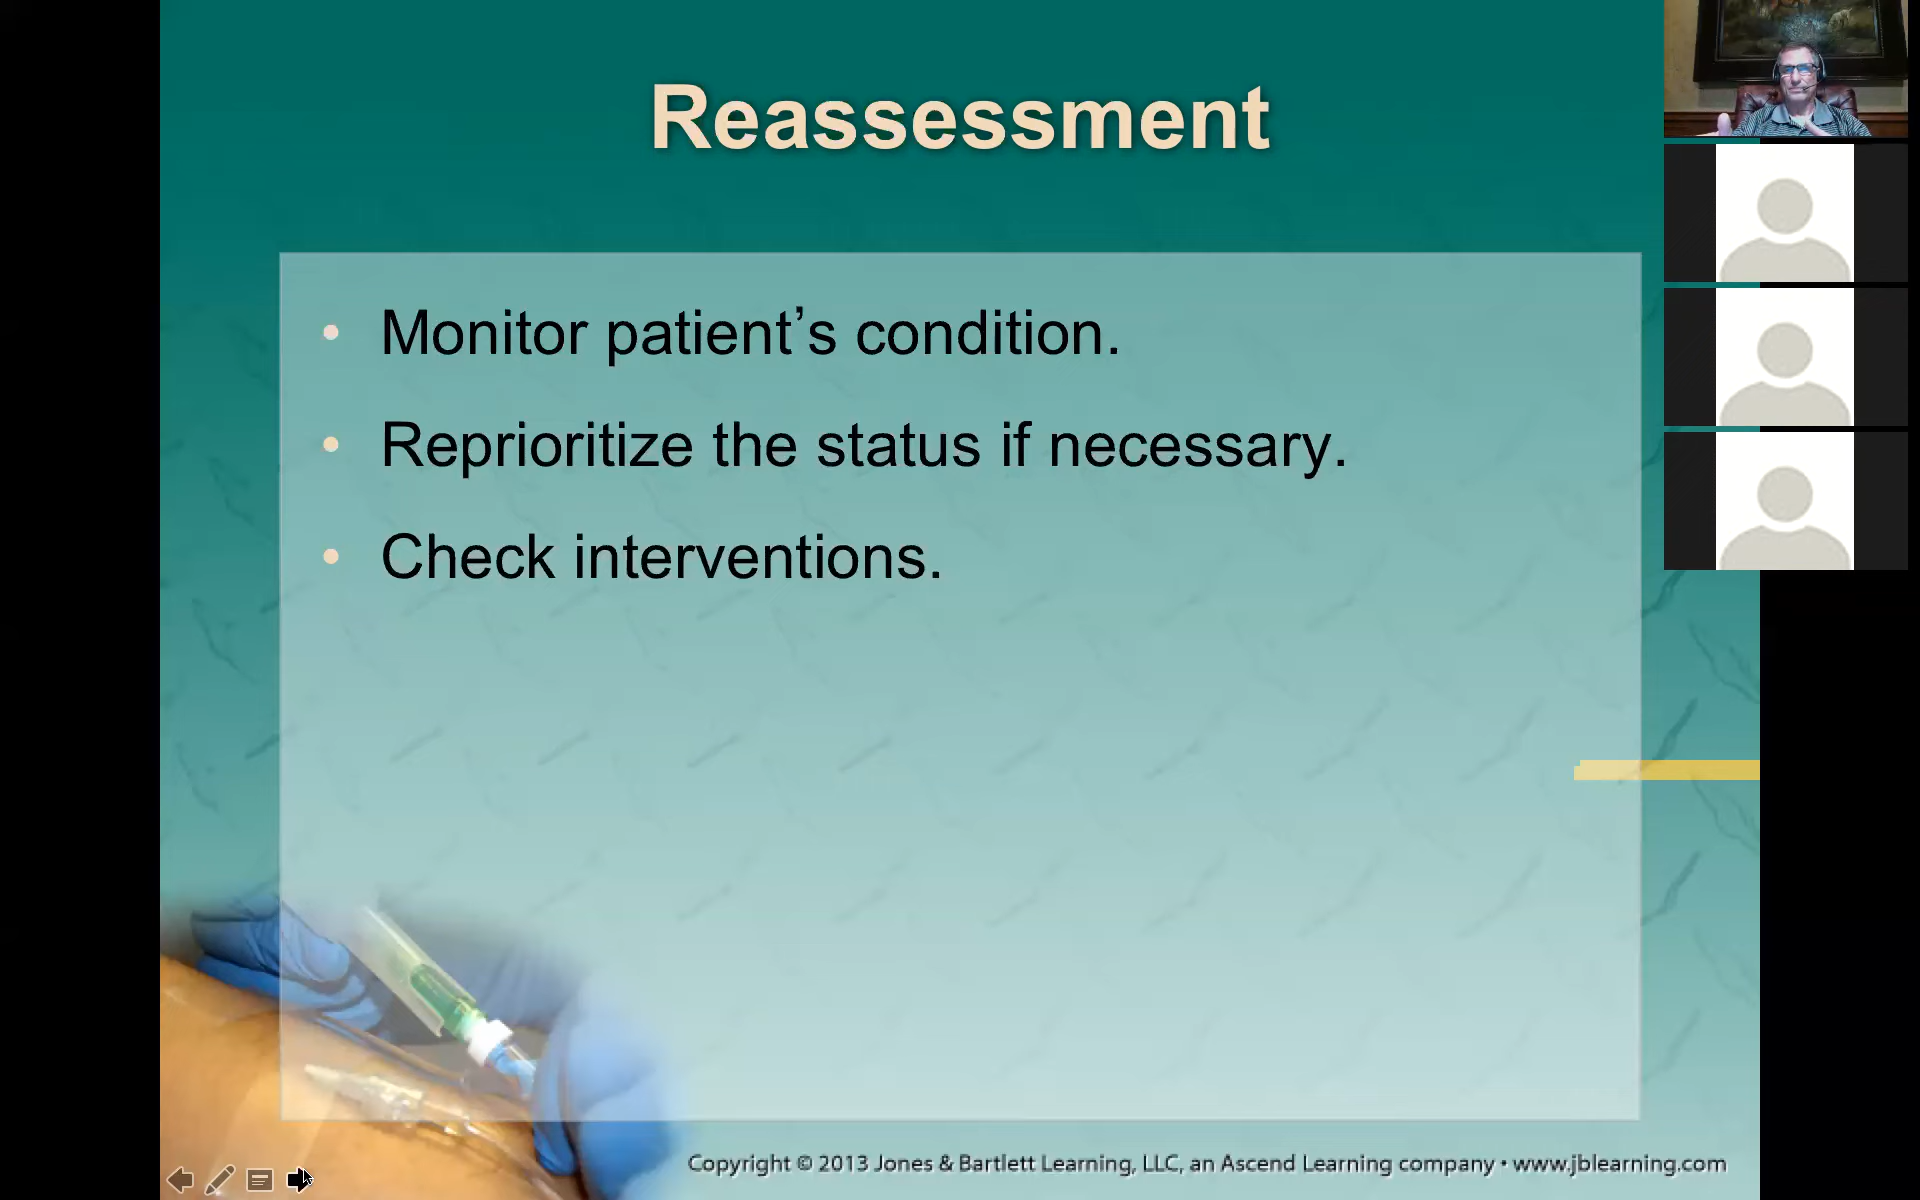 Reassessment
• Monitor patient’s condition.
• Reprioritize the status if necessary.
• Check interventions.
Copyright © 2013 Jones & Bartlett Learning, LLC, an Ascend Learning company • www.jblearning.com